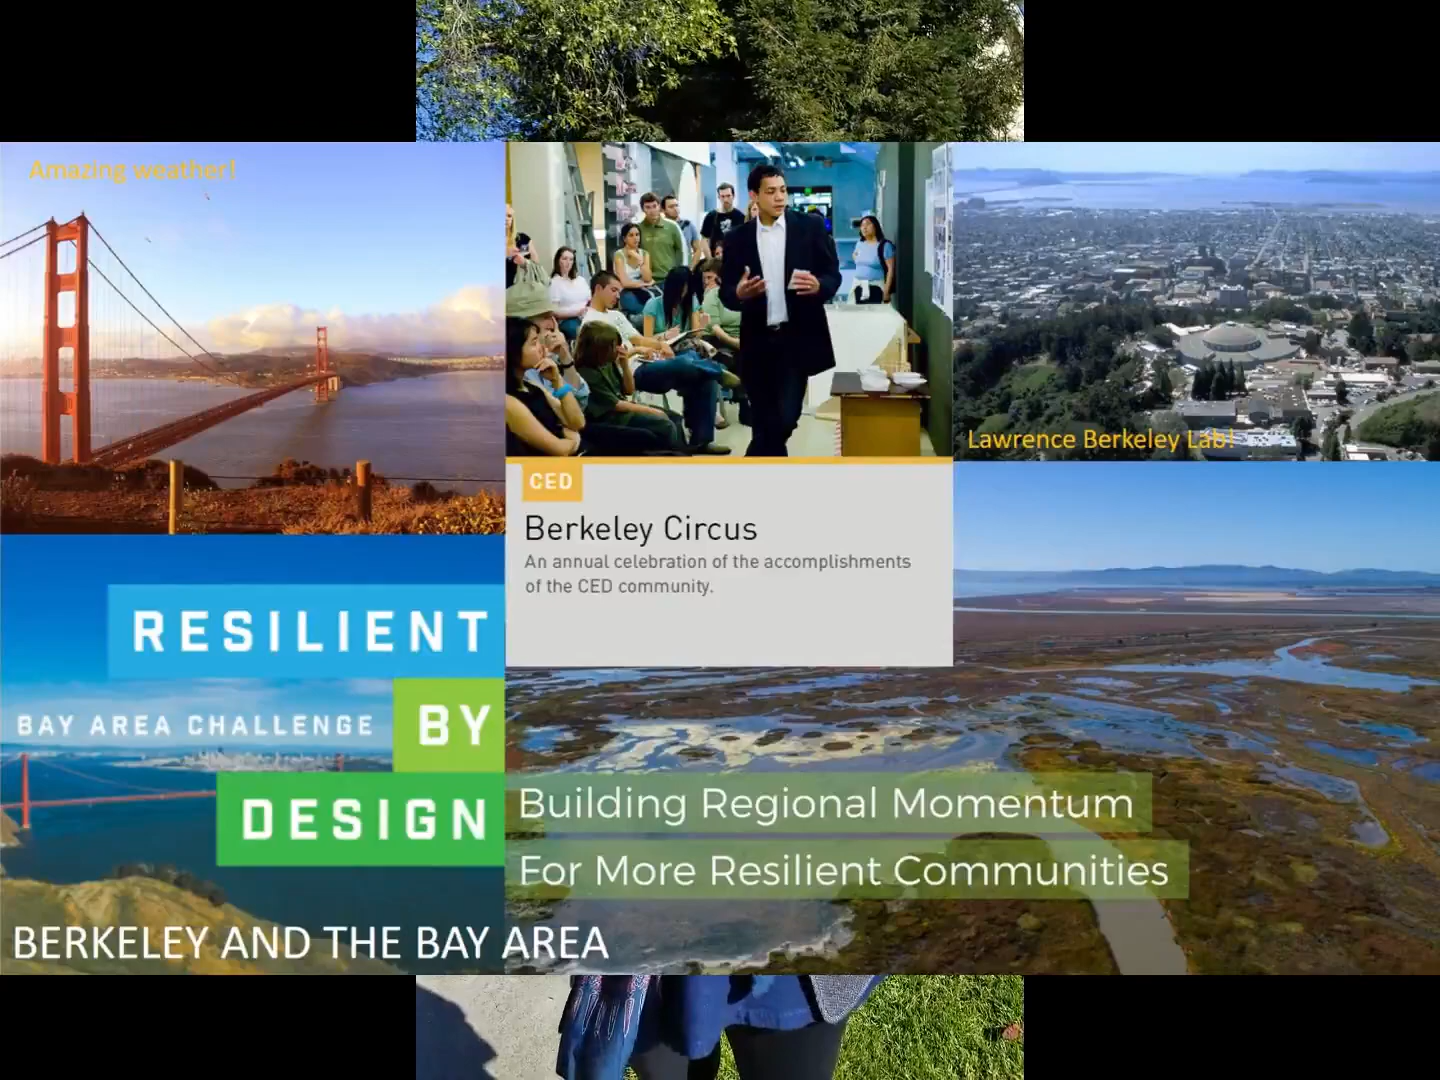 Amazing weather!
Lawrence Berkeley Lab!
CED
Berkeley Circus
An annual celebration of the accomplishments
of the CED community.
RESILIENT
BAY AREA CHALLENGE BY
DESIGN
Building Regional Momentum
For More Resilient Communities
BERKELEY AND THE BAY AREA